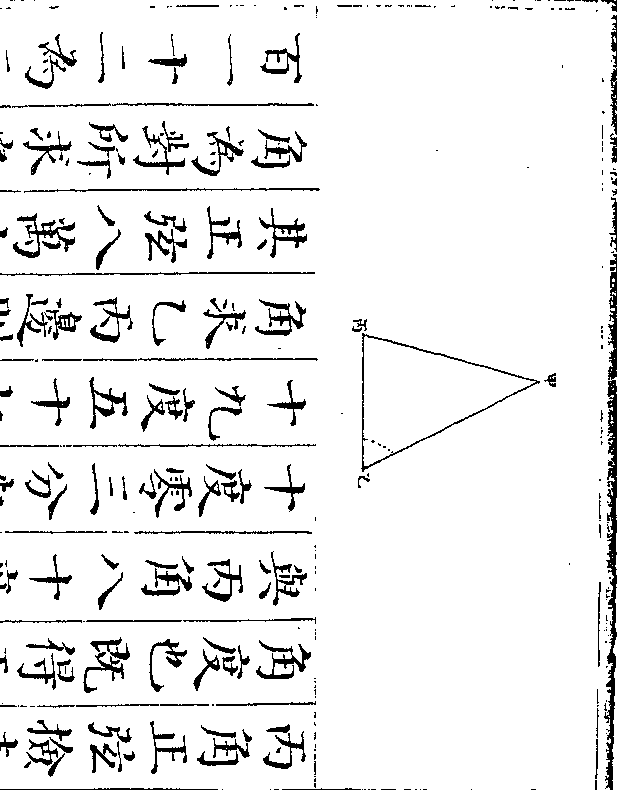 甲
丙
乙
丙角正弦檢
角度也既得
與丙角八十
十度零三分
十九度五十
角求乙丙邊
其正弦八萬
角為對所求
百一十二為